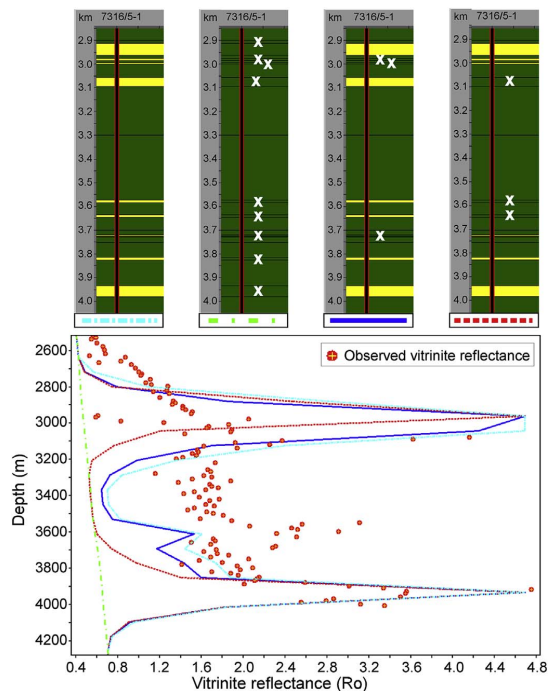 km 7316/5-1
2.9
3.0
3.1
3.2
3.3
3.4
3.5
3.6
3.7
3.8
3.9
4.0
km 7316/5-1
2.9
3.0
3.1
3.2
3.3
3.4
3.5
3.6
3.7
3.8
3.9
4.0
X
X
X
X
X
X
X
X
X
km 7316/5-1
2.9
3.0
3.1
3.2
3.3
3.4
3.5
3.6
3.7
3.8
3.9
4.0
X
X
X
km 7316/5-1
2.9
3.0
3.1
3.2
3.3
3.4
3.5
3.6
3.7
3.8
3.9
4.0
X
X
X
Observed vitrinite reflectance
Depth (m)
2600
2800
3000
3200
3400
3600
3800
4000
4200
0.4 0.8 1.2 1.6 2.0 2.4 2.8 3.2 3.6 4.0 4.4 4.8
Vitrinite reflectance (Ro)